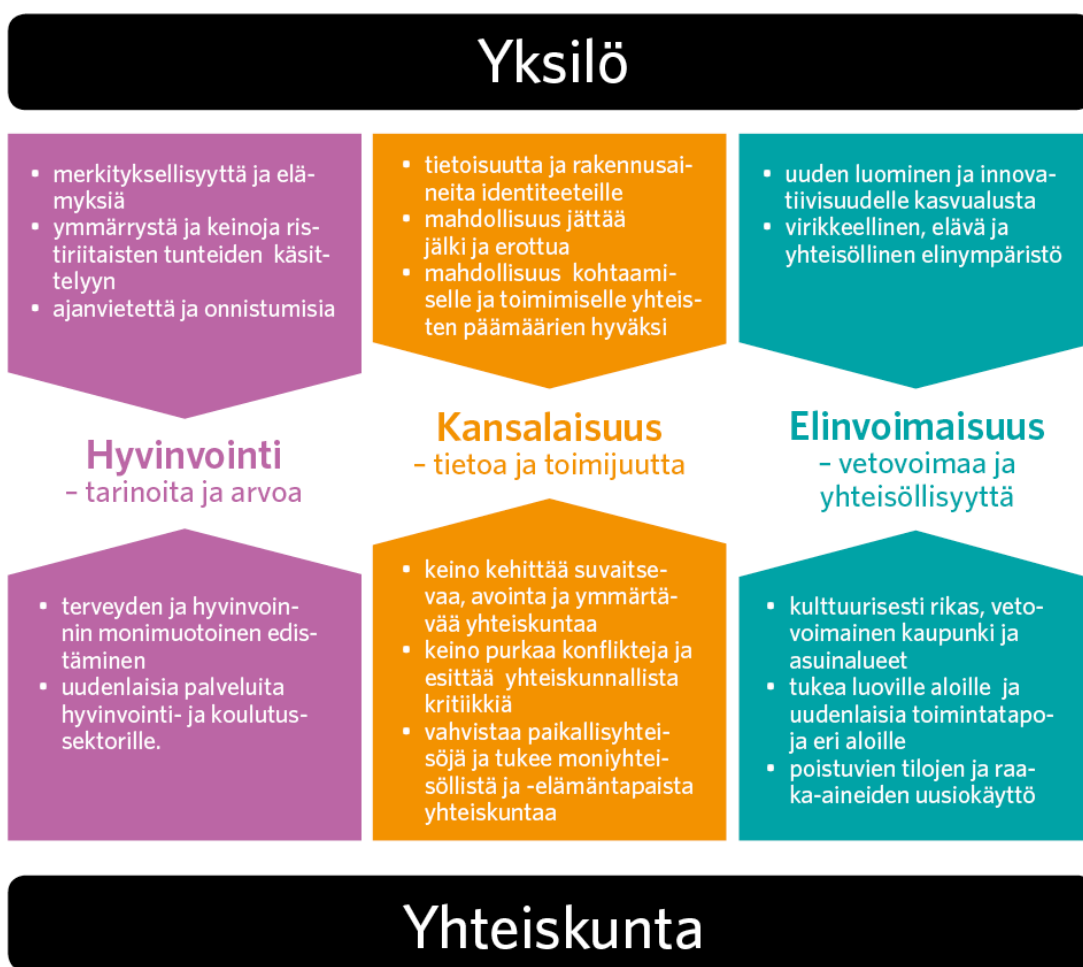 Yksilö
▪ merkityksellisyyttä ja elä-
myksiä
▪ ymmärrystä ja keinoja ris-
tiriitaisten tunteiden käsit-
telyyn
▪ ajanvietettä ja onnistumisia
▪ tietoisuutta ja rakennusai-
neita identiteeteille
▪ mahdollisuus jättää
jälki ja erottua
▪ mahdollisuus kohtaami-
selle ja toimimiselle yhteis-
ten päämäärien hyväksi
▪ uuden luominen ja innova-
tiivisuudelle kasvualusta
▪ virikkeellinen, elävä ja
yhteisöllinen elinympäristö
Hyvinvointi
– tarinoita ja arvoa
Kansalaisuus
– tietoa ja toimijuutta
Elinvoimaisuus
– vetovoimaa ja
yhteisöllisyyttä
▪ terveyden ja hyvinvoin-
nin monimuotoinen edis-
täminen
▪ uudenlaisia palveluita
hyvinvointi- ja koulutus-
sektorille.
▪ keino kehittää suvaitse-
vaa, avointa ja ymmärtä-
vää yhteiskuntaa
▪ keino purkaa konflikteja ja
esittää yhteiskunnallista
kritiikkiä
▪ vahvistaa paikallisyhtei-
söjä ja tukee moniyhtei-
söllistä ja -elämäntapaista
yhteiskuntaa
▪ kulttuurisesti rikas, veto-
voimainen kaupunki ja
asuinalueet
▪ tukea luoville aloille ja
uudenlaisia toimintatapo-
ja eri aloille
▪ poistuvien tilojen ja raa-
ka-aineiden uusiokäyttö
Yhteiskunta